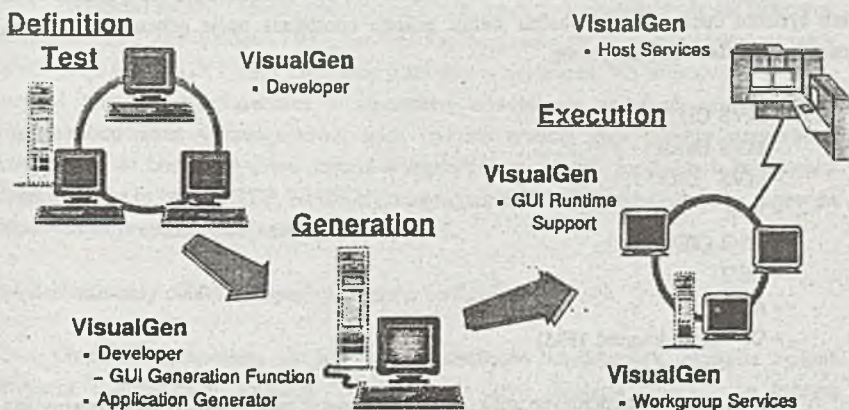 Definition
Test
VisualGen
▪ Developer
VisualGen
▪ Host Services
Execution
VisualGen
▪ GUI Runtime
Support
Generation
VisualGen
▪ Developer
– GUI Generation Function
▪ Application Generator
VisualGen
▪ Workgroup Services